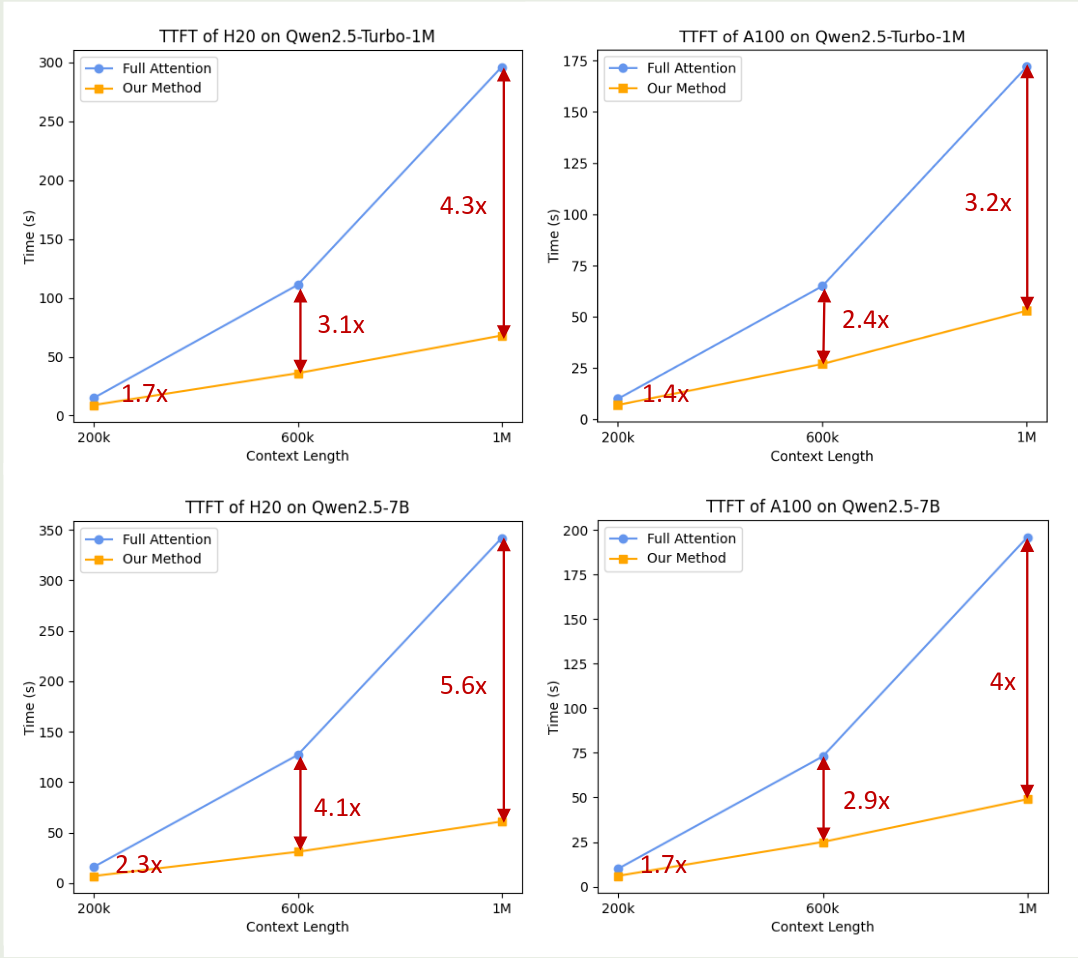 TTFT of H20 on Qwen2.5-Turbo-1M
Full Attention
Our Method
300
250
200
150
100
50
0
Time (s)
4.3x
3.1x
1.7x
200k
600k
1M
Context Length
TTFT of A100 on Qwen2.5-Turbo-1M
Full Attention
Our Method
175
150
125
100
75
50
25
0
Time (s)
3.2x
2.4x
1.4x
200k
600k
1M
Context Length
TTFT of H20 on Qwen2.5-7B
Full Attention
Our Method
350
300
250
200
150
100
50
0
Time (s)
5.6x
4.1x
2.3x
200k
600k
1M
Context Length
TTFT of A100 on Qwen2.5-7B
Full Attention
Our Method
200
175
150
125
100
75
50
25
0
Time (s)
4x
2.9x
1.7x
200k
600k
1M
Context Length